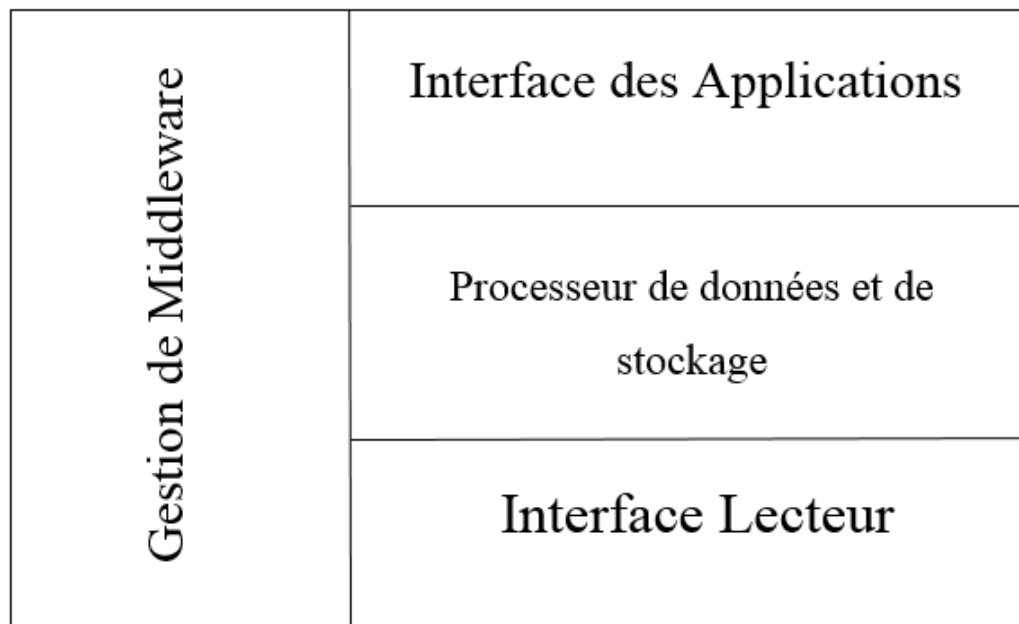 Gestion de Middleware
Interface des Applications
Processeur de données et de
stockage
Interface Lecteur